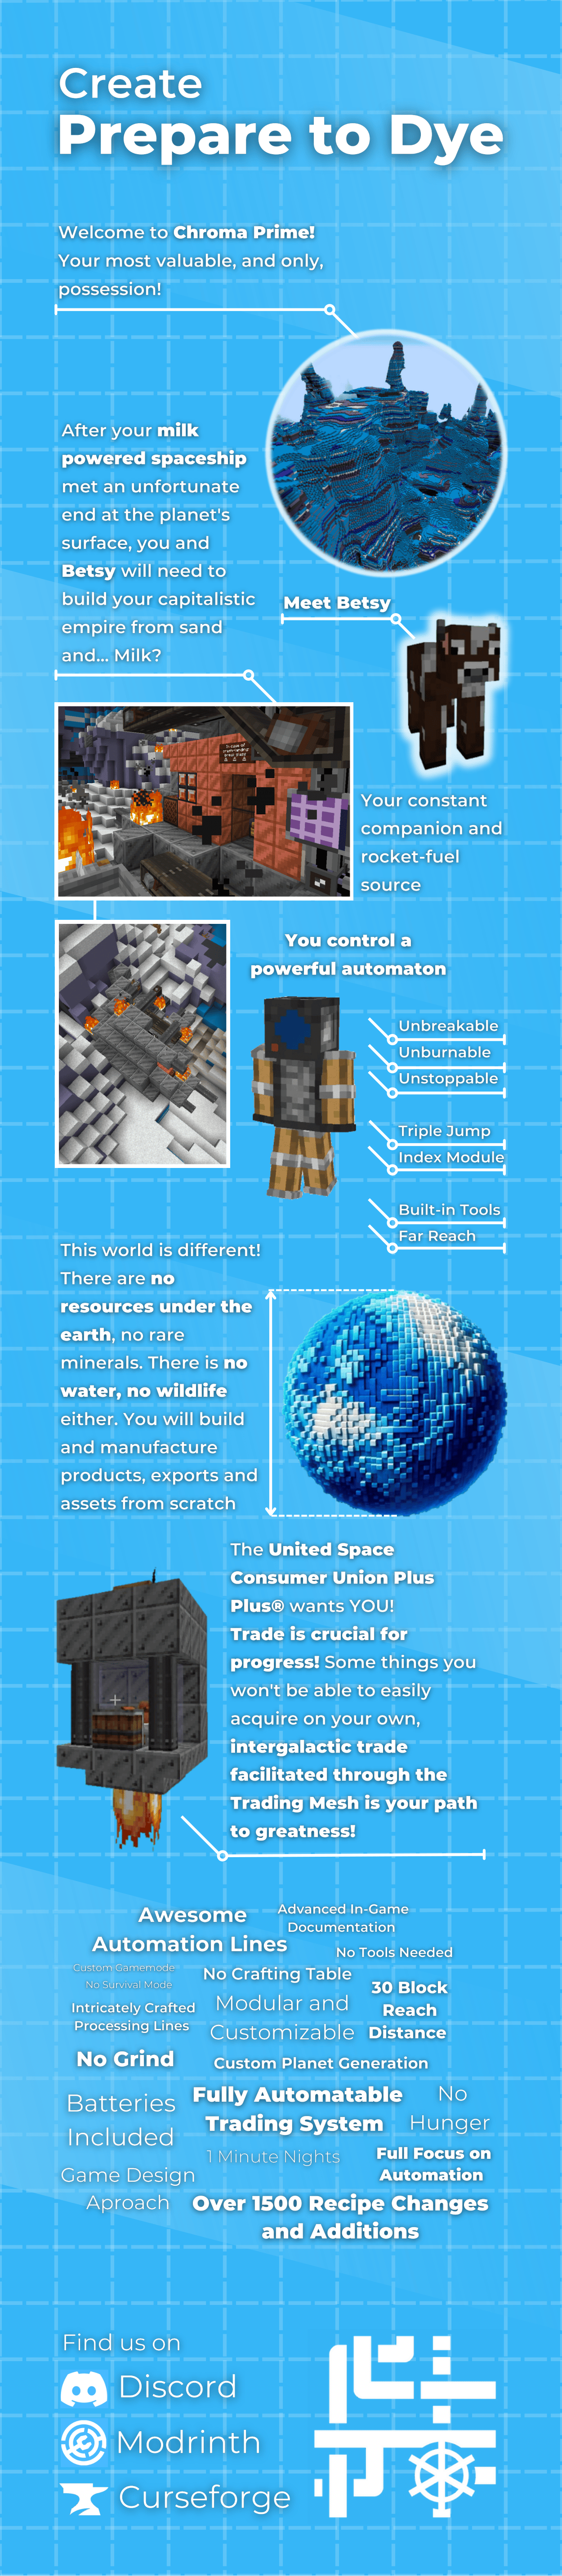 Create
Prepare to Dye
Welcome to Chroma Prime!
Your most valuable, and only,
possession!
After your milk
powered spaceship
met an unfortunate
end at the planet's
surface, you and
Betsy will need to
build your capitalistic
empire from sand
and... Milk?
Meet Betsy
Your constant
companion and
rocket-fuel
source
You control a
powerful automaton
Unbreakable
Unburnable
Unstoppable
Triple Jump
Index Module
Built-in Tools
Far Reach
This world is different!
There are no
resources under the
earth, no rare
minerals. There is no
water, no wildlife
either. You will build
and manufacture
products, exports and
assets from scratch
The United Space
Consumer Union Plus
Plus® wants YOU!
Trade is crucial for
progress! Some things you
won't be able to easily
acquire on your own,
intergalactic trade
facilitated through the
Trading Mesh is your path
to greatness!
Awesome
Automation Lines
Advanced In-Game
Documentation
No Tools Needed
Custom Gamemode
No Survival Mode
No Crafting Table
30 Block
Reach
Distance
Intricately Crafted
Processing Lines
Modular and
Customizable
No Grind
Custom Planet Generation
Batteries
Included
Fully Automatable
Trading System
No
Hunger
1 Minute Nights
Full Focus on
Automation
Game Design
Aproach
Over 1500 Recipe Changes
and Additions
Find us on
Discord
Modrinth
Curseforge